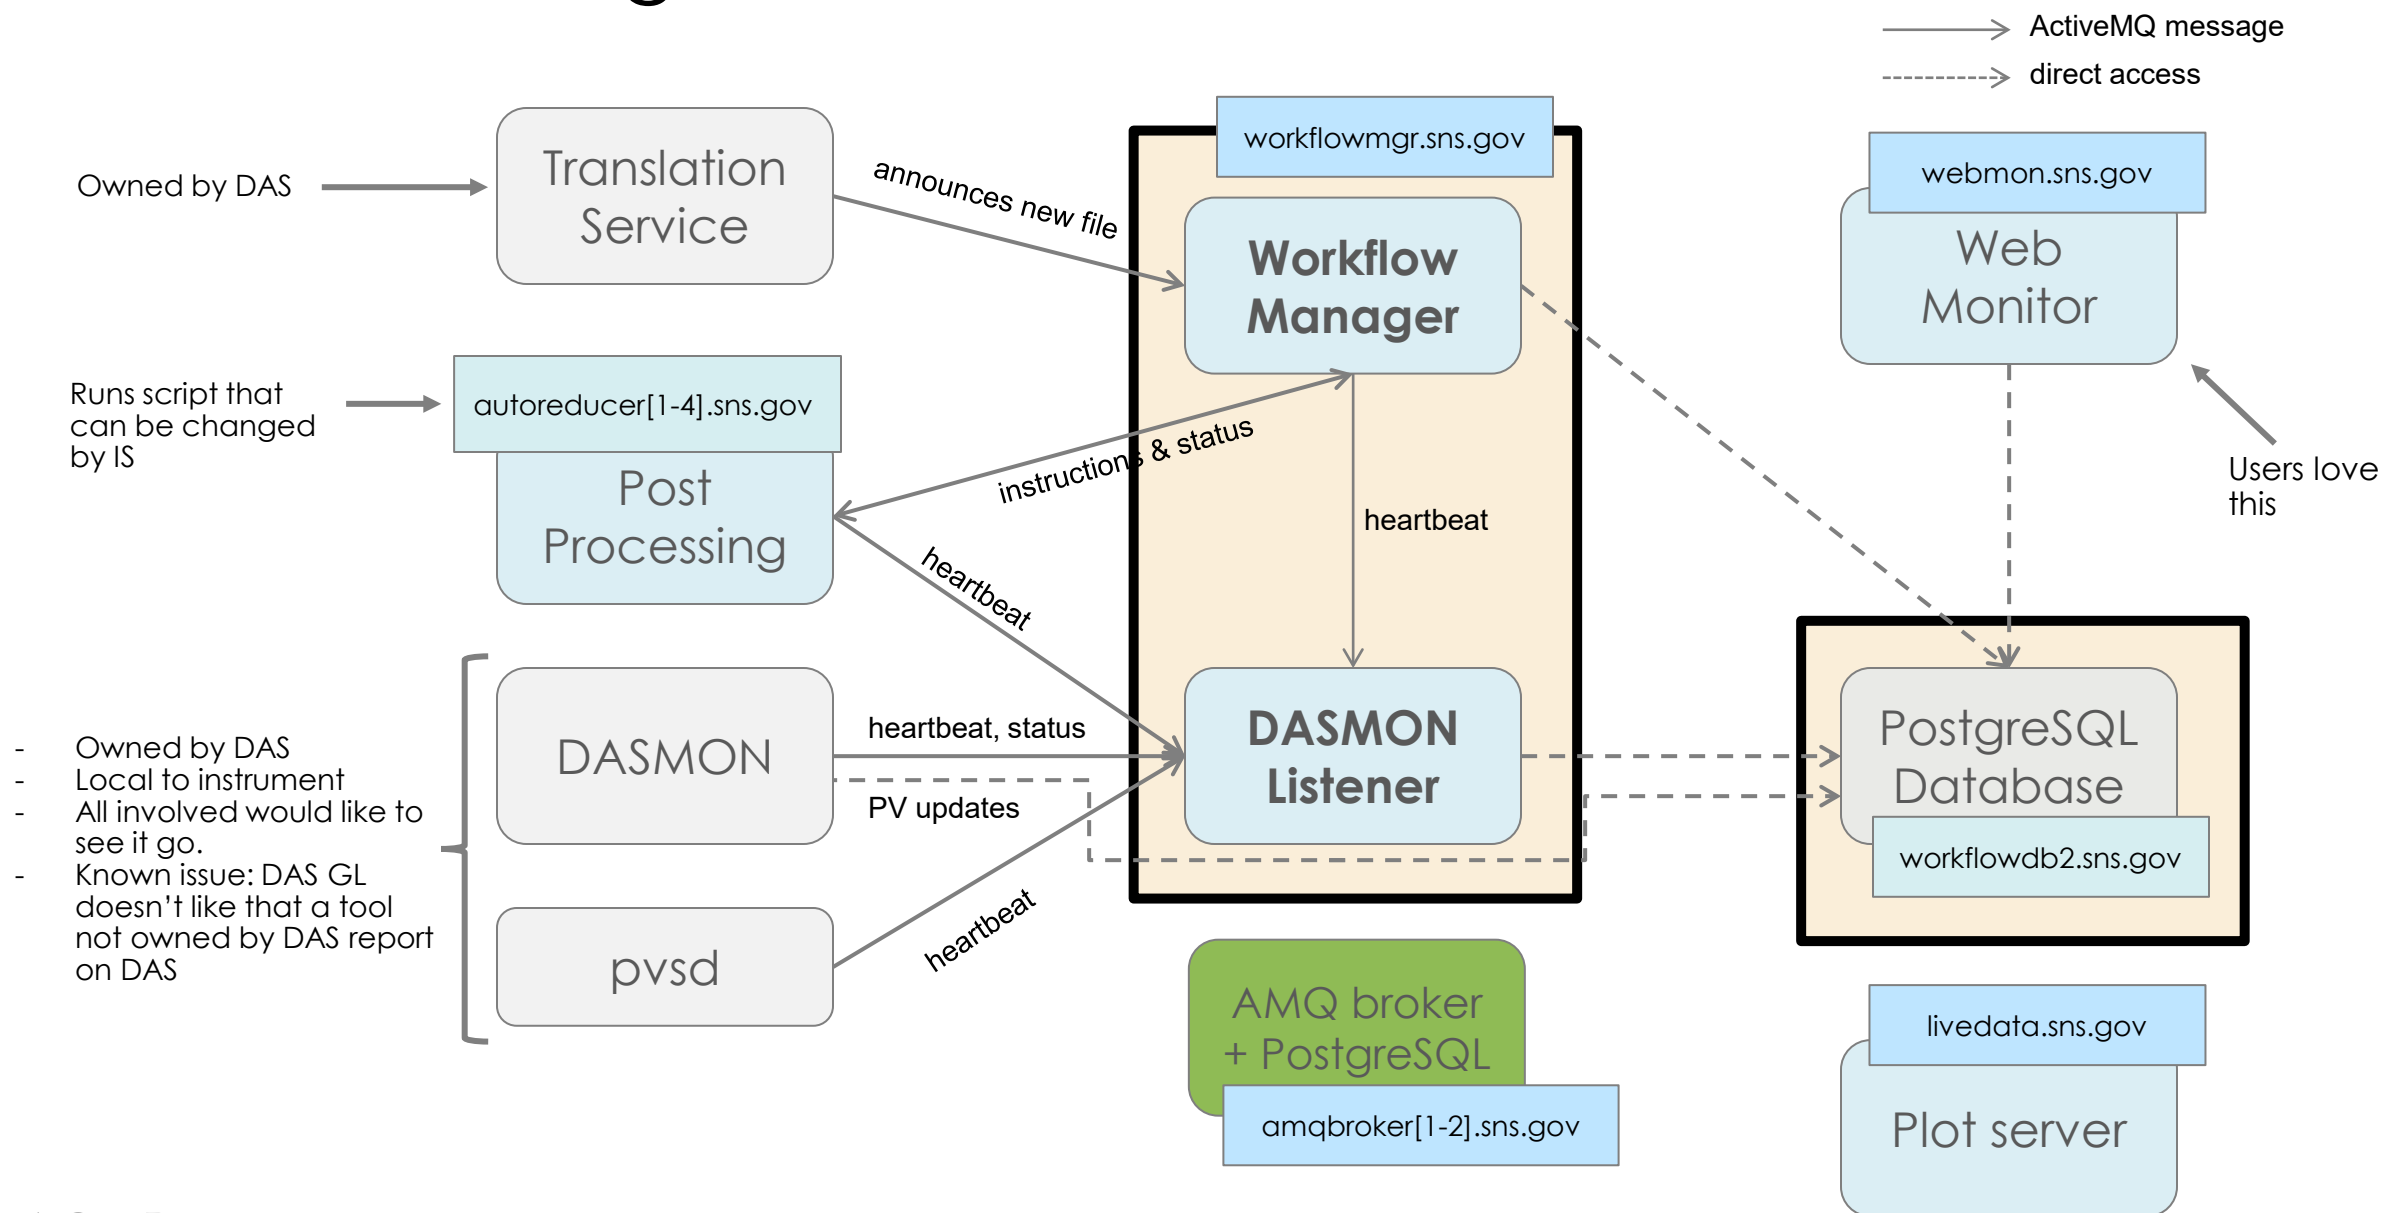 ActiveMQ message
direct access
workflowmgr.sns.gov
webmon.sns.gov
Owned by DAS
Translation
Service
announces new file
Workflow
Manager
Web
Monitor
Runs script that
can be changed
by IS
autoreducer[1-4].sns.gov
Post
Processing
instructions & status
heartbeat
Users love
this
heartbeat
- Owned by DAS
- Local to instrument
- All involved would like to
see it go.
- Known issue: DAS GL
doesn’t like that a tool
not owned by DAS report
on DAS
DASMON
heartbeat, status
PV updates
DASMON
Listener
PostgreSQL
Database
workflowdb2.sns.gov
pvsd
heartbeat
AMQ broker
+ PostgreSQL
amqbroker[1-2].sns.gov
livedata.sns.gov
Plot server